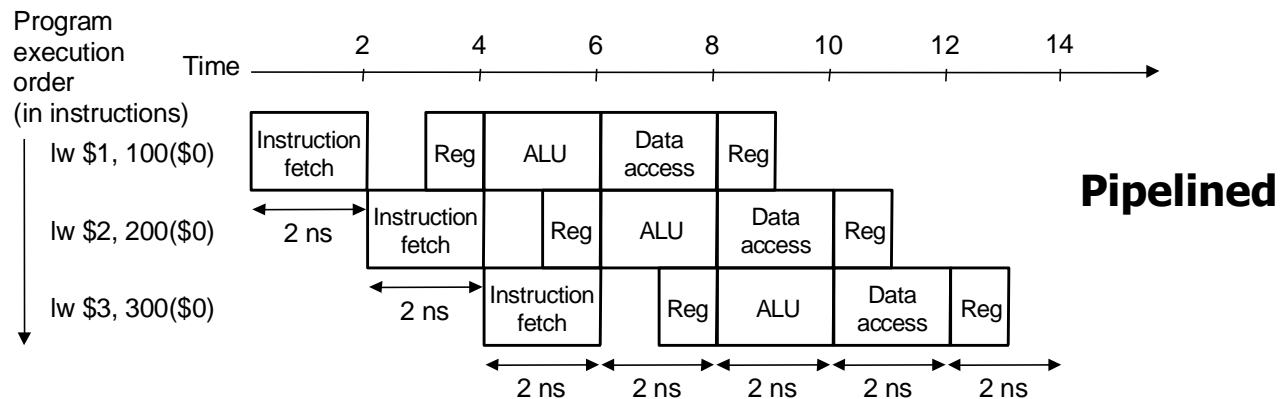 Program
execution
order
(in instructions)
Time
2 4 6 8 10 12 14
lw $1, 100($0)
Instruction
fetch
Reg
ALU
Data
access
Reg
2 ns
lw $2, 200($0)
Instruction
fetch
Reg
ALU
Data
access
Reg
2 ns
lw $3, 300($0)
Instruction
fetch
Reg
ALU
Data
access
Reg
2 ns 2 ns 2 ns 2 ns 2 ns
Pipelined